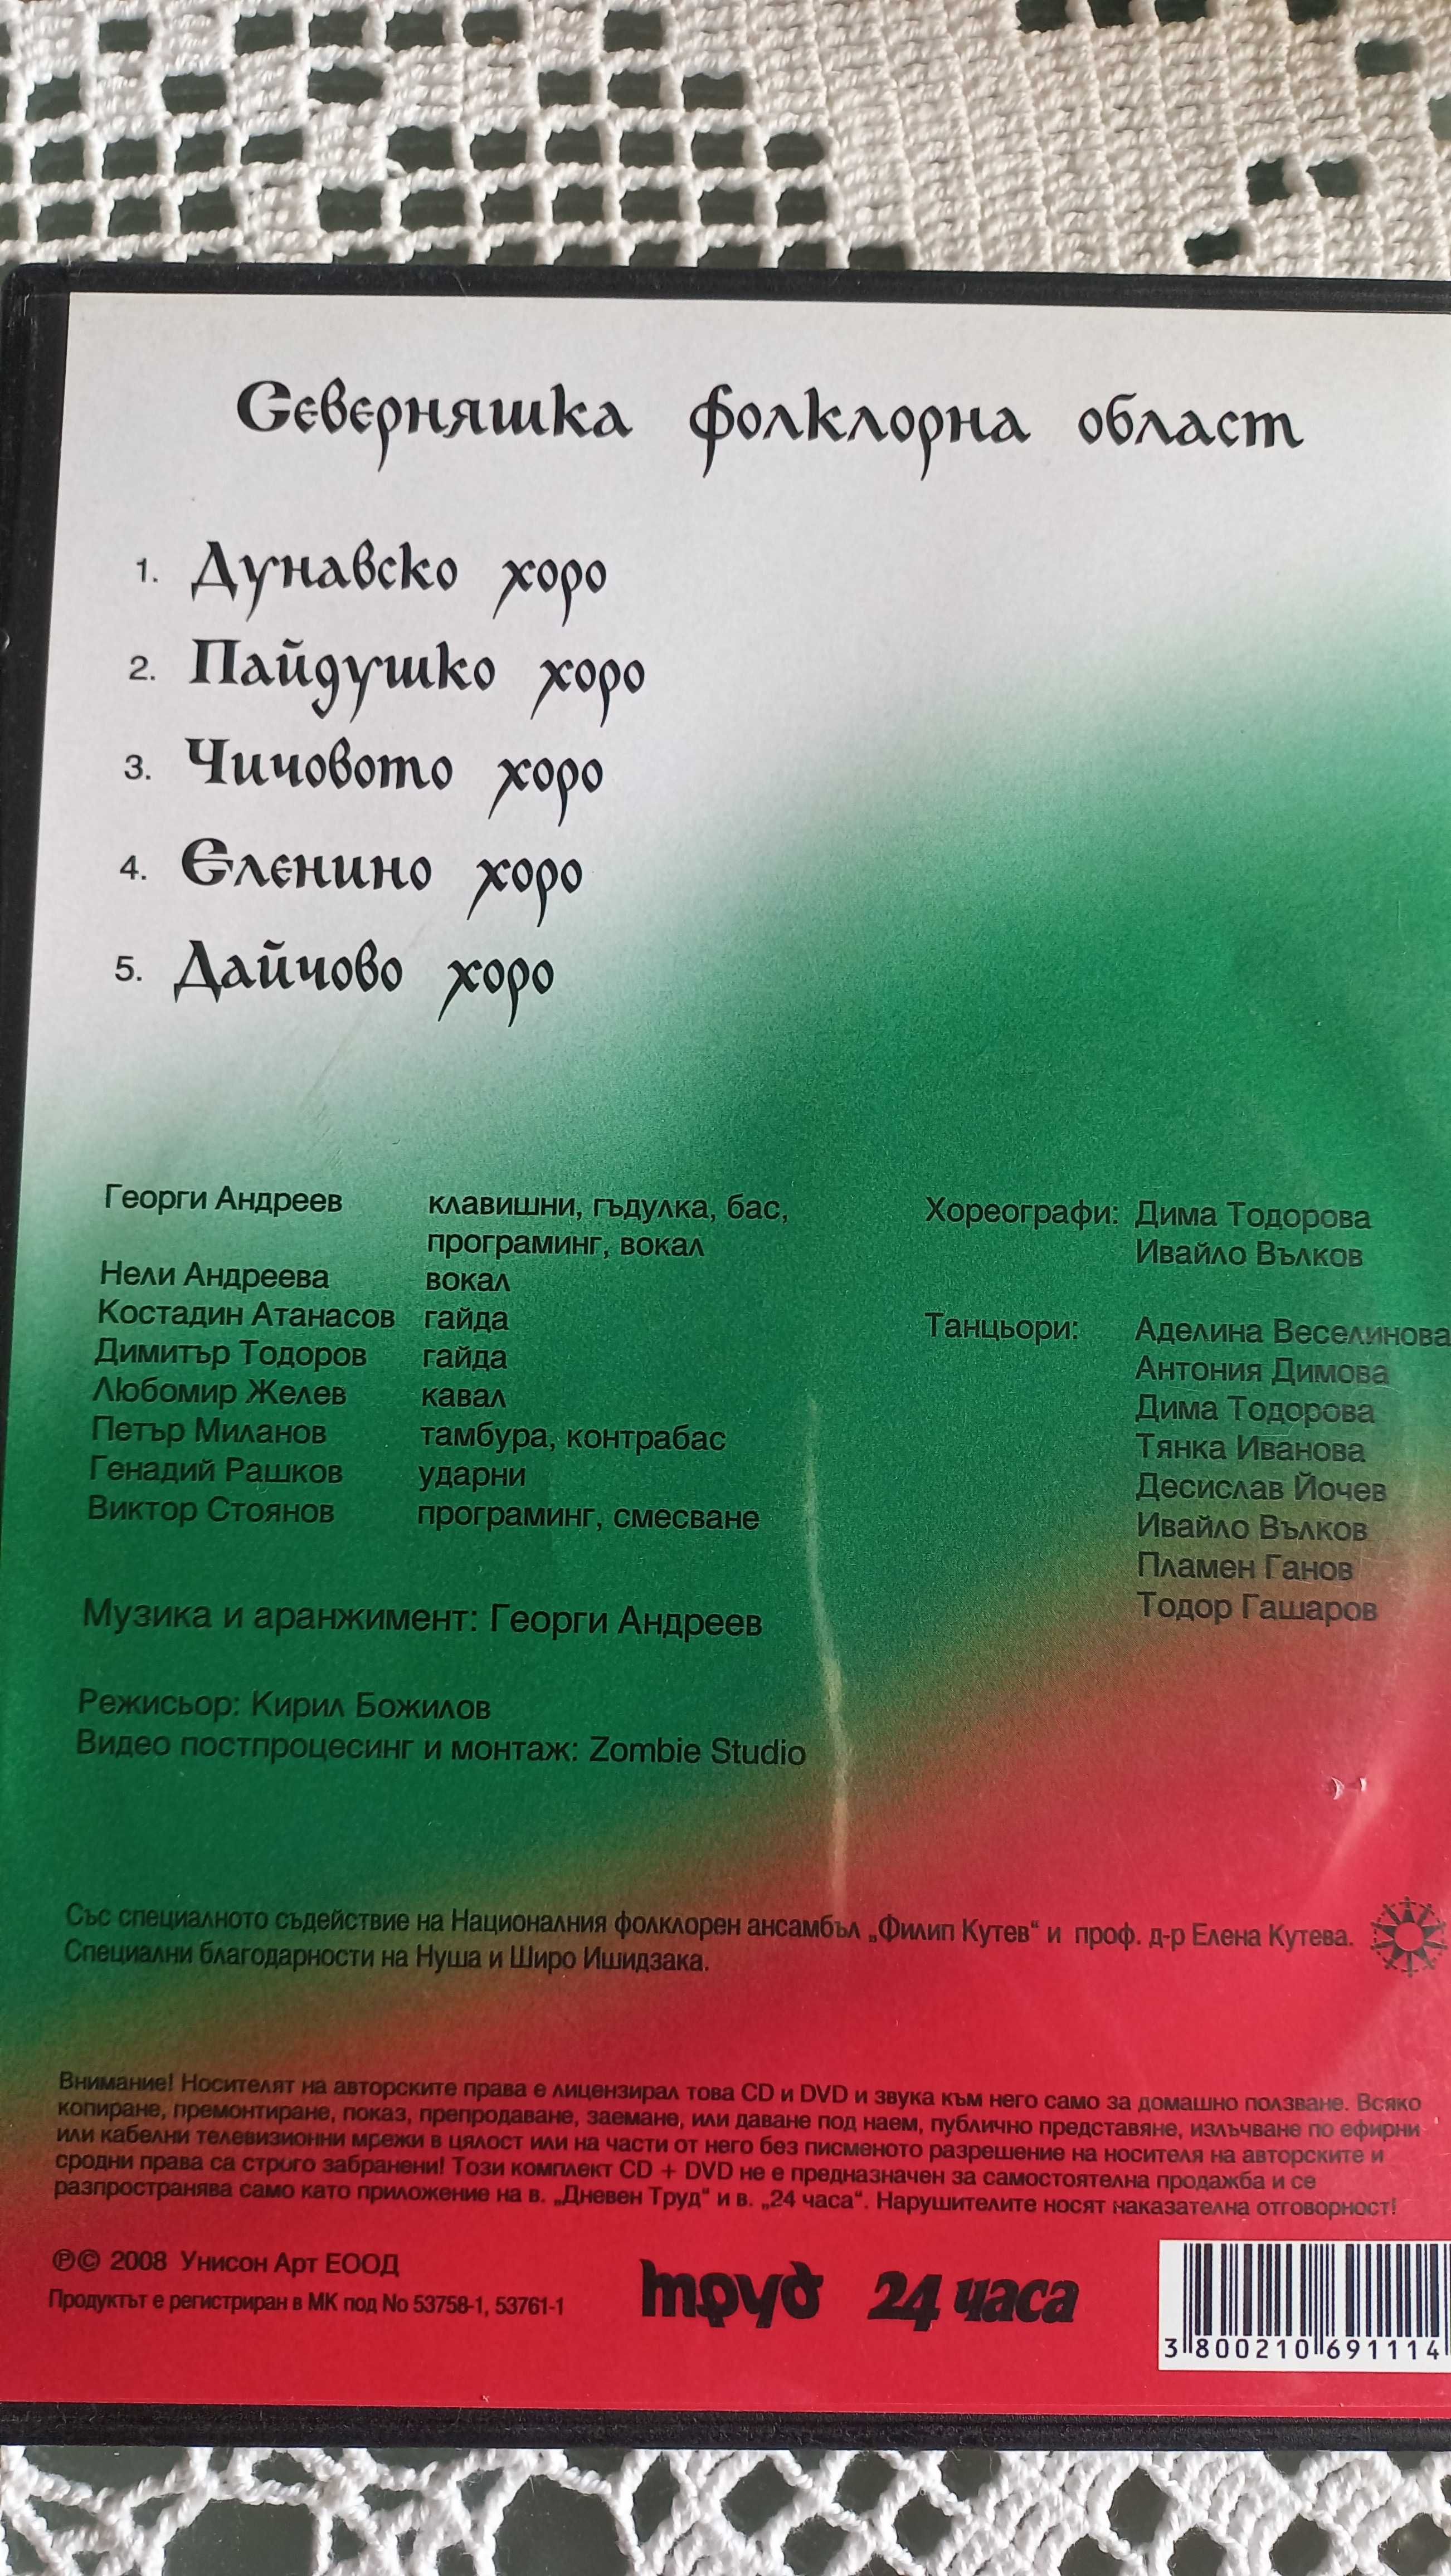 Северняшка фолклорна област
1. Дунавско хоро
2. Пайдушко хоро
3. Чичовото хоро
4. Еленино хоро
5. Дайчово хоро
Георги Андреев клавишни, гъдулка, бас,
програминг, вокал
Нели Андреева вокал
Костадин Атанасов гайда
Димитър Тодоров гайда
Любомир Желев кавал
Петър Миланов тамбура, контрабас
Генадий Рашков ударни
Виктор Стоянов програминг, смесване
Хореографи: Дима Тодорова
Ивайло Вълков
Танцьори: Аделина Веселинова
Антония Димова
Дима Тодорова
Тянка Иванова
Десислав Йочев
Ивайло Вълков
Пламен Ганов
Тодор Гашаров
Музика и аранжимент: Георги Андреев
Режисьор: Кирил Божилов
Видео постпроцесинг и монтаж: Zombie Studio
Със специалното съдействие на Националния фолклорен ансамбъл „Филип Кутев“ и проф. д-р Елена Кутева.
Специални благодарности на Нуша и Широ Ишидзака.
Внимание! Носителят на авторските права е лицензирал това CD и DVD и звука към него само за домашно ползване. Всяко
копиране, премонтиране, показ, препродаване, заемане, или даване под наем, публично представяне, излъчване по ефирни
или кабелни телевизионни мрежи в цялост или на части от него без писменото разрешение на носителя на авторските и
сродни права са строго забранени! Този комплект CD + DVD не е предназначен за самостоятелна продажба и се
разпространява само като приложение на в. „Дневен Труд“ и в. „24 часа“. Нарушителите носят наказателна отговорност!
℗© 2008 Унисон Арт ЕООД
Продуктът е регистриран в МК под No 53758-1, 53761-1
труд 24 часа
3 800210 691114